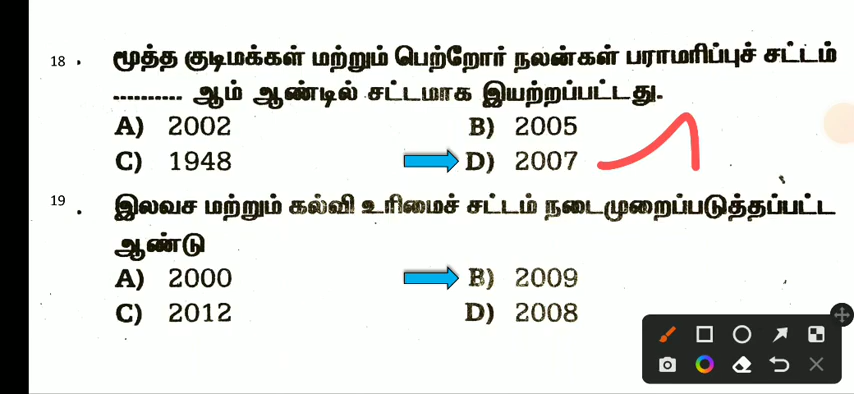 18 . மூத்த குடிமக்கள் மற்றும் பெற்றோர் நலன்கள் பராமரிப்புச் சட்டம்
.......... ஆம் ஆண்டில் சட்டமாக இயற்றப்பட்டது.
A) 2002 B) 2005
C) 1948 D) 2007
19 . இலவச மற்றும் கல்வி உரிமைச் சட்டம் நடைமுறைப்படுத்தப்பட்ட
ஆண்டு
A) 2000 B) 2009
C) 2012 D) 2008